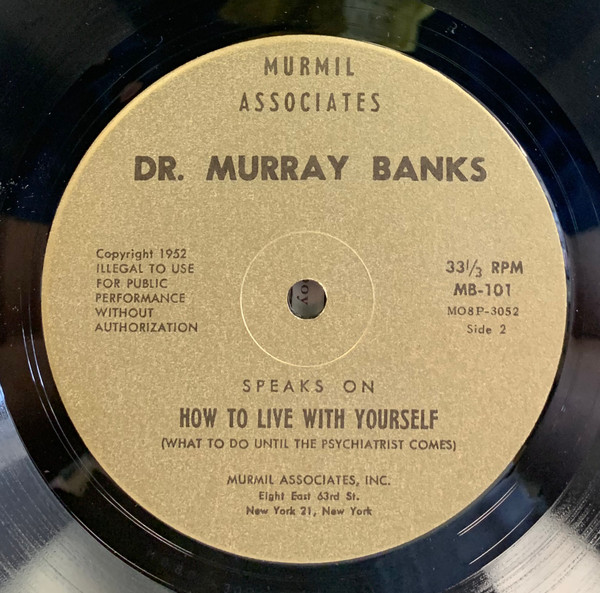 MURMIL
ASSOCIATES
DR. MURRAY BANKS
Copyright 1952
ILLEGAL TO USE
FOR PUBLIC
PERFORMANCE
WITHOUT
AUTHORIZATION
33 1/3 RPM
MB-101
MO8P-3052
Side 2
SPEAKS ON
HOW TO LIVE WITH YOURSELF
(WHAT TO DO UNTIL THE PSYCHIATRIST COMES)
MURMIL ASSOCIATES, INC.
Eight East 63rd St.
New York 21, New York